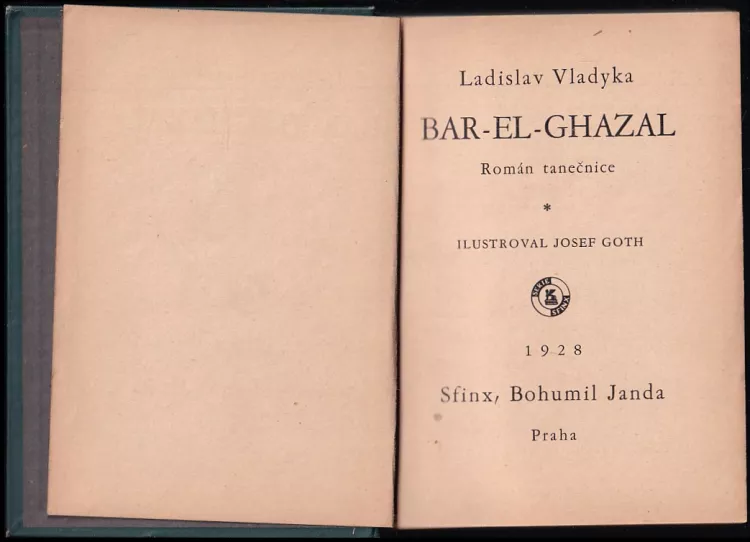 Ladislav Vladyka
BAR-EL-GHAZAL
Román tanečnice
*
ILUSTROVAL JOSEF GOTH
1928
Sfinx, Bohumil Janda
Praha